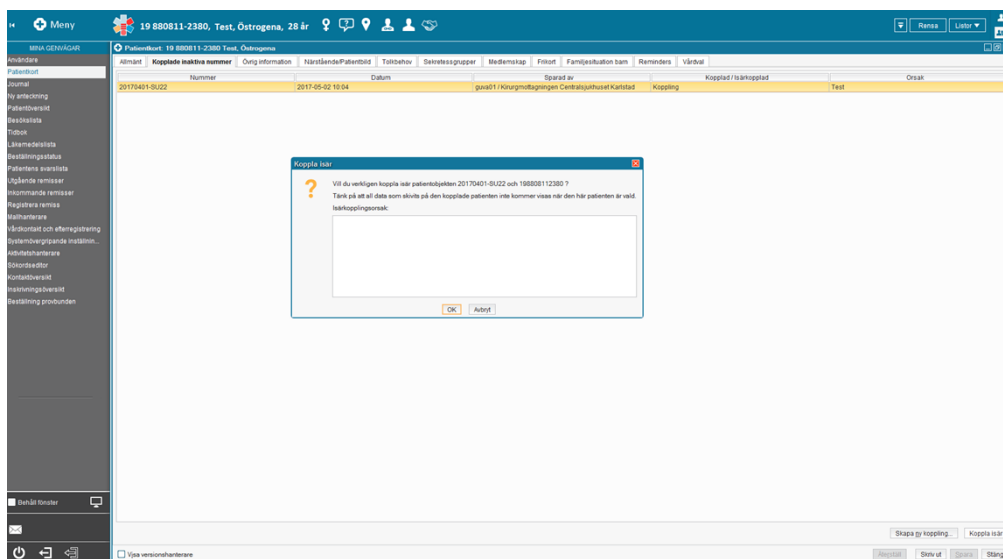 Meny
19 880811-2380, Test, Östrogena, 28 år
Rensa
Listor
MINA GENVÄGAR
Användare
Patientkort
Journal
Ny anteckning
Patientöversikt
Besökslista
Tidbok
Läkemedelslista
Beställningsstatus
Patientens svarslista
Utgående remisser
Inkommande remisser
Registrera remiss
Mallhanterare
Vårdkontakt och efterregistrering
Systemövergripande inställnin...
Aktivitetshanterare
Sökordseditor
Kontaktöversikt
Inskrivningsöversikt
Beställning provbunden
Behåll fönster
Patientkort: 19 880811-2380 Test, Östrogena
Allmänt Kopplade inaktiva nummer Övrig information Närstående/Patientbild Tolkbehov Sekretessgrupper Medlemskap Frikort Familjesituation barn Reminders Vårdval
Nummer Datum Sparad av Kopplad / Isärkopplad Orsak
20170401-SU22 2017-05-02 10:04 guva01 / Kirurgmottagningen Centralsjukhuset Karlstad Koppling Test
Koppla isär
Vill du verkligen koppla isär patientobjekten 20170401-SU22 och 198808112380 ?
Tänk på att all data som skivits på den kopplade patienten inte kommer visas när den här patienten är vald.
Isärkopplingsorsak:
OK Avbryt
Skapa ny koppling... Koppla isär
Visa versionshanterare
Återställ Skriv ut Spara Stäng